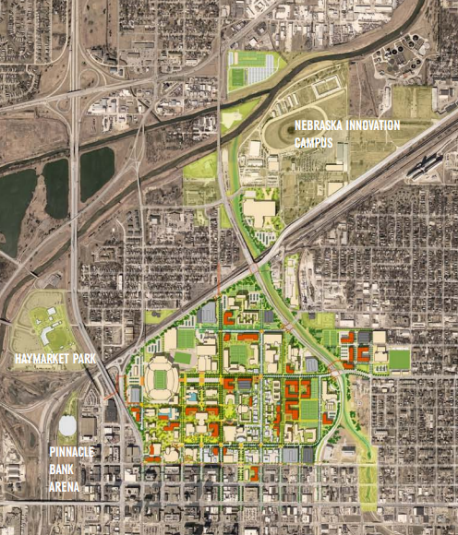 NEBRASKA INNOVATION
CAMPUS
HAYMARKET PARK
PINNACLE
BANK
ARENA